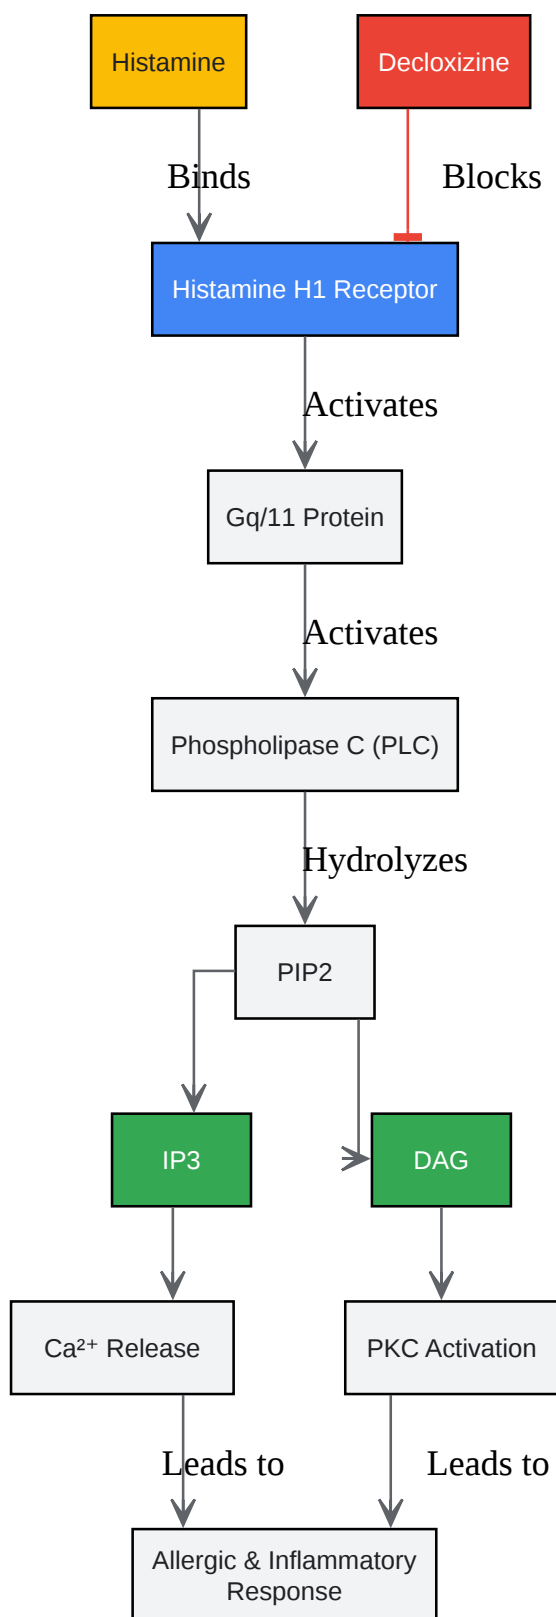 Histamine
Decloxizine
Binds
Blocks
Histamine H1 Receptor
Activates
Gq/11 Protein
Activates
Phospholipase C (PLC)
Hydrolyzes
PIP2
IP3
DAG
Ca²⁺ Release
PKC Activation
Leads to
Leads to
Allergic & Inflammatory
Response